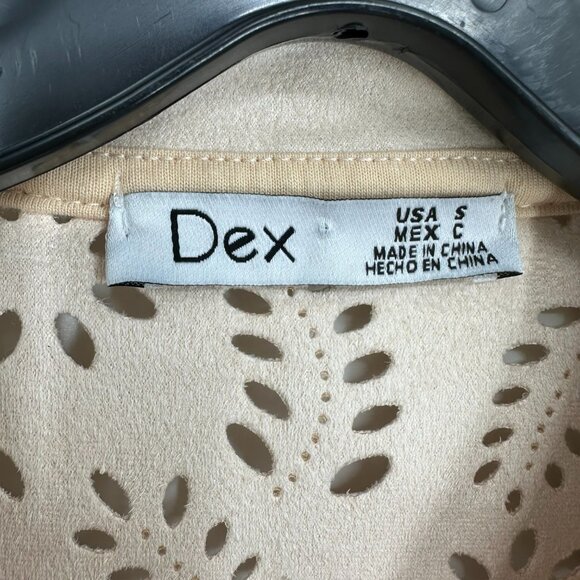 Dex
USA S
MEX C
MADE IN CHINA
HECHO EN CHINA